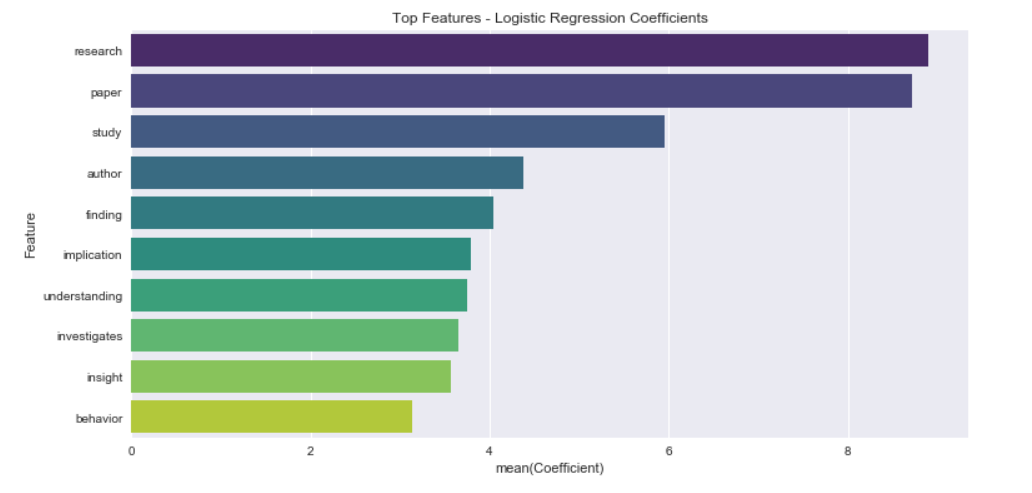 Top Features - Logistic Regression Coefficients
research
paper
study
author
finding
implication
understanding
investigates
insight
behavior
Feature
0 2 4 6 8
mean(Coefficient)